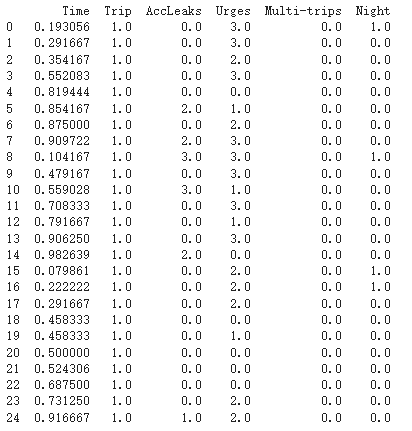 Time Trip AccLeaks Urges Multi-trips Night
0 0.193056 1.0 0.0 3.0 0.0 1.0
1 0.291667 1.0 0.0 3.0 0.0 0.0
2 0.354167 1.0 0.0 2.0 0.0 0.0
3 0.552083 1.0 0.0 3.0 0.0 0.0
4 0.819444 1.0 0.0 0.0 0.0 0.0
5 0.854167 1.0 2.0 1.0 0.0 0.0
6 0.875000 1.0 0.0 2.0 0.0 0.0
7 0.909722 1.0 2.0 3.0 0.0 0.0
8 0.104167 1.0 3.0 3.0 0.0 1.0
9 0.479167 1.0 0.0 3.0 0.0 0.0
10 0.559028 1.0 3.0 1.0 0.0 0.0
11 0.708333 1.0 0.0 3.0 0.0 0.0
12 0.791667 1.0 0.0 1.0 0.0 0.0
13 0.906250 1.0 0.0 3.0 0.0 0.0
14 0.982639 1.0 2.0 0.0 0.0 0.0
15 0.079861 1.0 0.0 2.0 0.0 1.0
16 0.222222 1.0 0.0 2.0 0.0 1.0
17 0.291667 1.0 0.0 2.0 0.0 0.0
18 0.458333 1.0 0.0 0.0 0.0 0.0
19 0.458333 1.0 0.0 1.0 0.0 0.0
20 0.500000 1.0 0.0 0.0 0.0 0.0
21 0.524306 1.0 0.0 0.0 0.0 0.0
22 0.687500 1.0 0.0 0.0 0.0 0.0
23 0.731250 1.0 0.0 2.0 0.0 0.0
24 0.916667 1.0 1.0 2.0 0.0 0.0